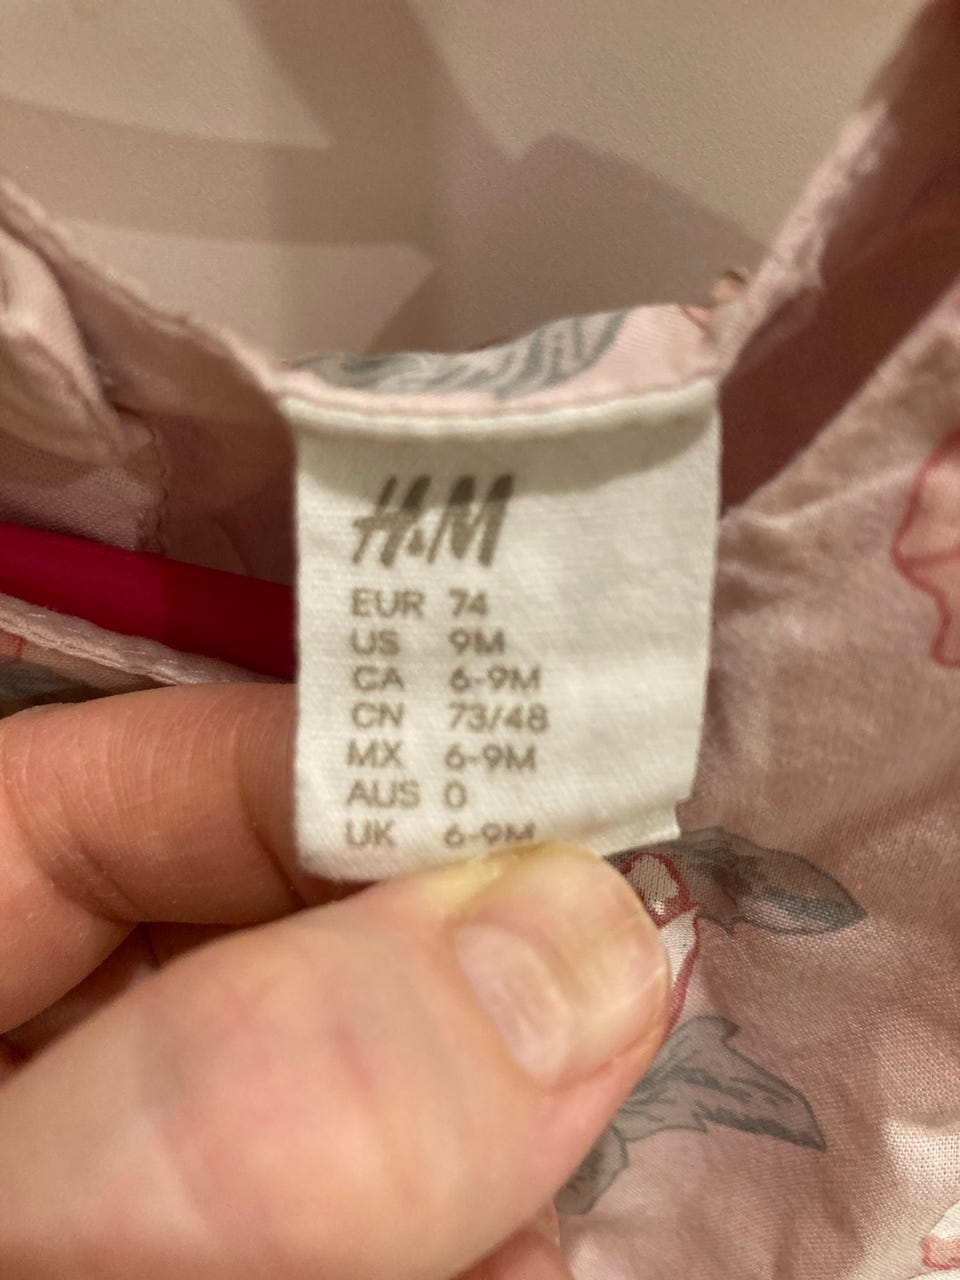 H&M
EUR 74
US 9M
CA 6-9M
CN 73/48
MX 6-9M
AUS 0
UK 6-9M